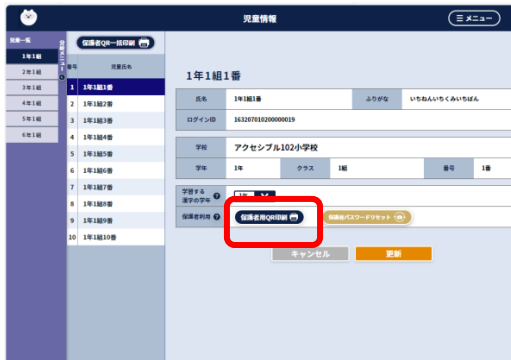 児童情報
☰ メニュー
児童一覧
1年1組
2年1組
3年1組
4年1組
5年1組
6年1組
保護者QR一括印刷
番号 児童氏名
1 1年1組1番
2 1年1組2番
3 1年1組3番
4 1年1組4番
5 1年1組5番
6 1年1組6番
7 1年1組7番
8 1年1組8番
9 1年1組9番
10 1年1組10番
1年1組1番
氏名 1年1組1番 ふりがな いちねんいちくみいちばん
ログインID 163207010200000019
学校 アクセシブル102小学校
学年 1年 クラス 1組 番号 1番
学習する
漢字の学年 ? 1年
保護者利用 ? 保護者用QR印刷 保護者パスワードリセット
キャンセル 更新